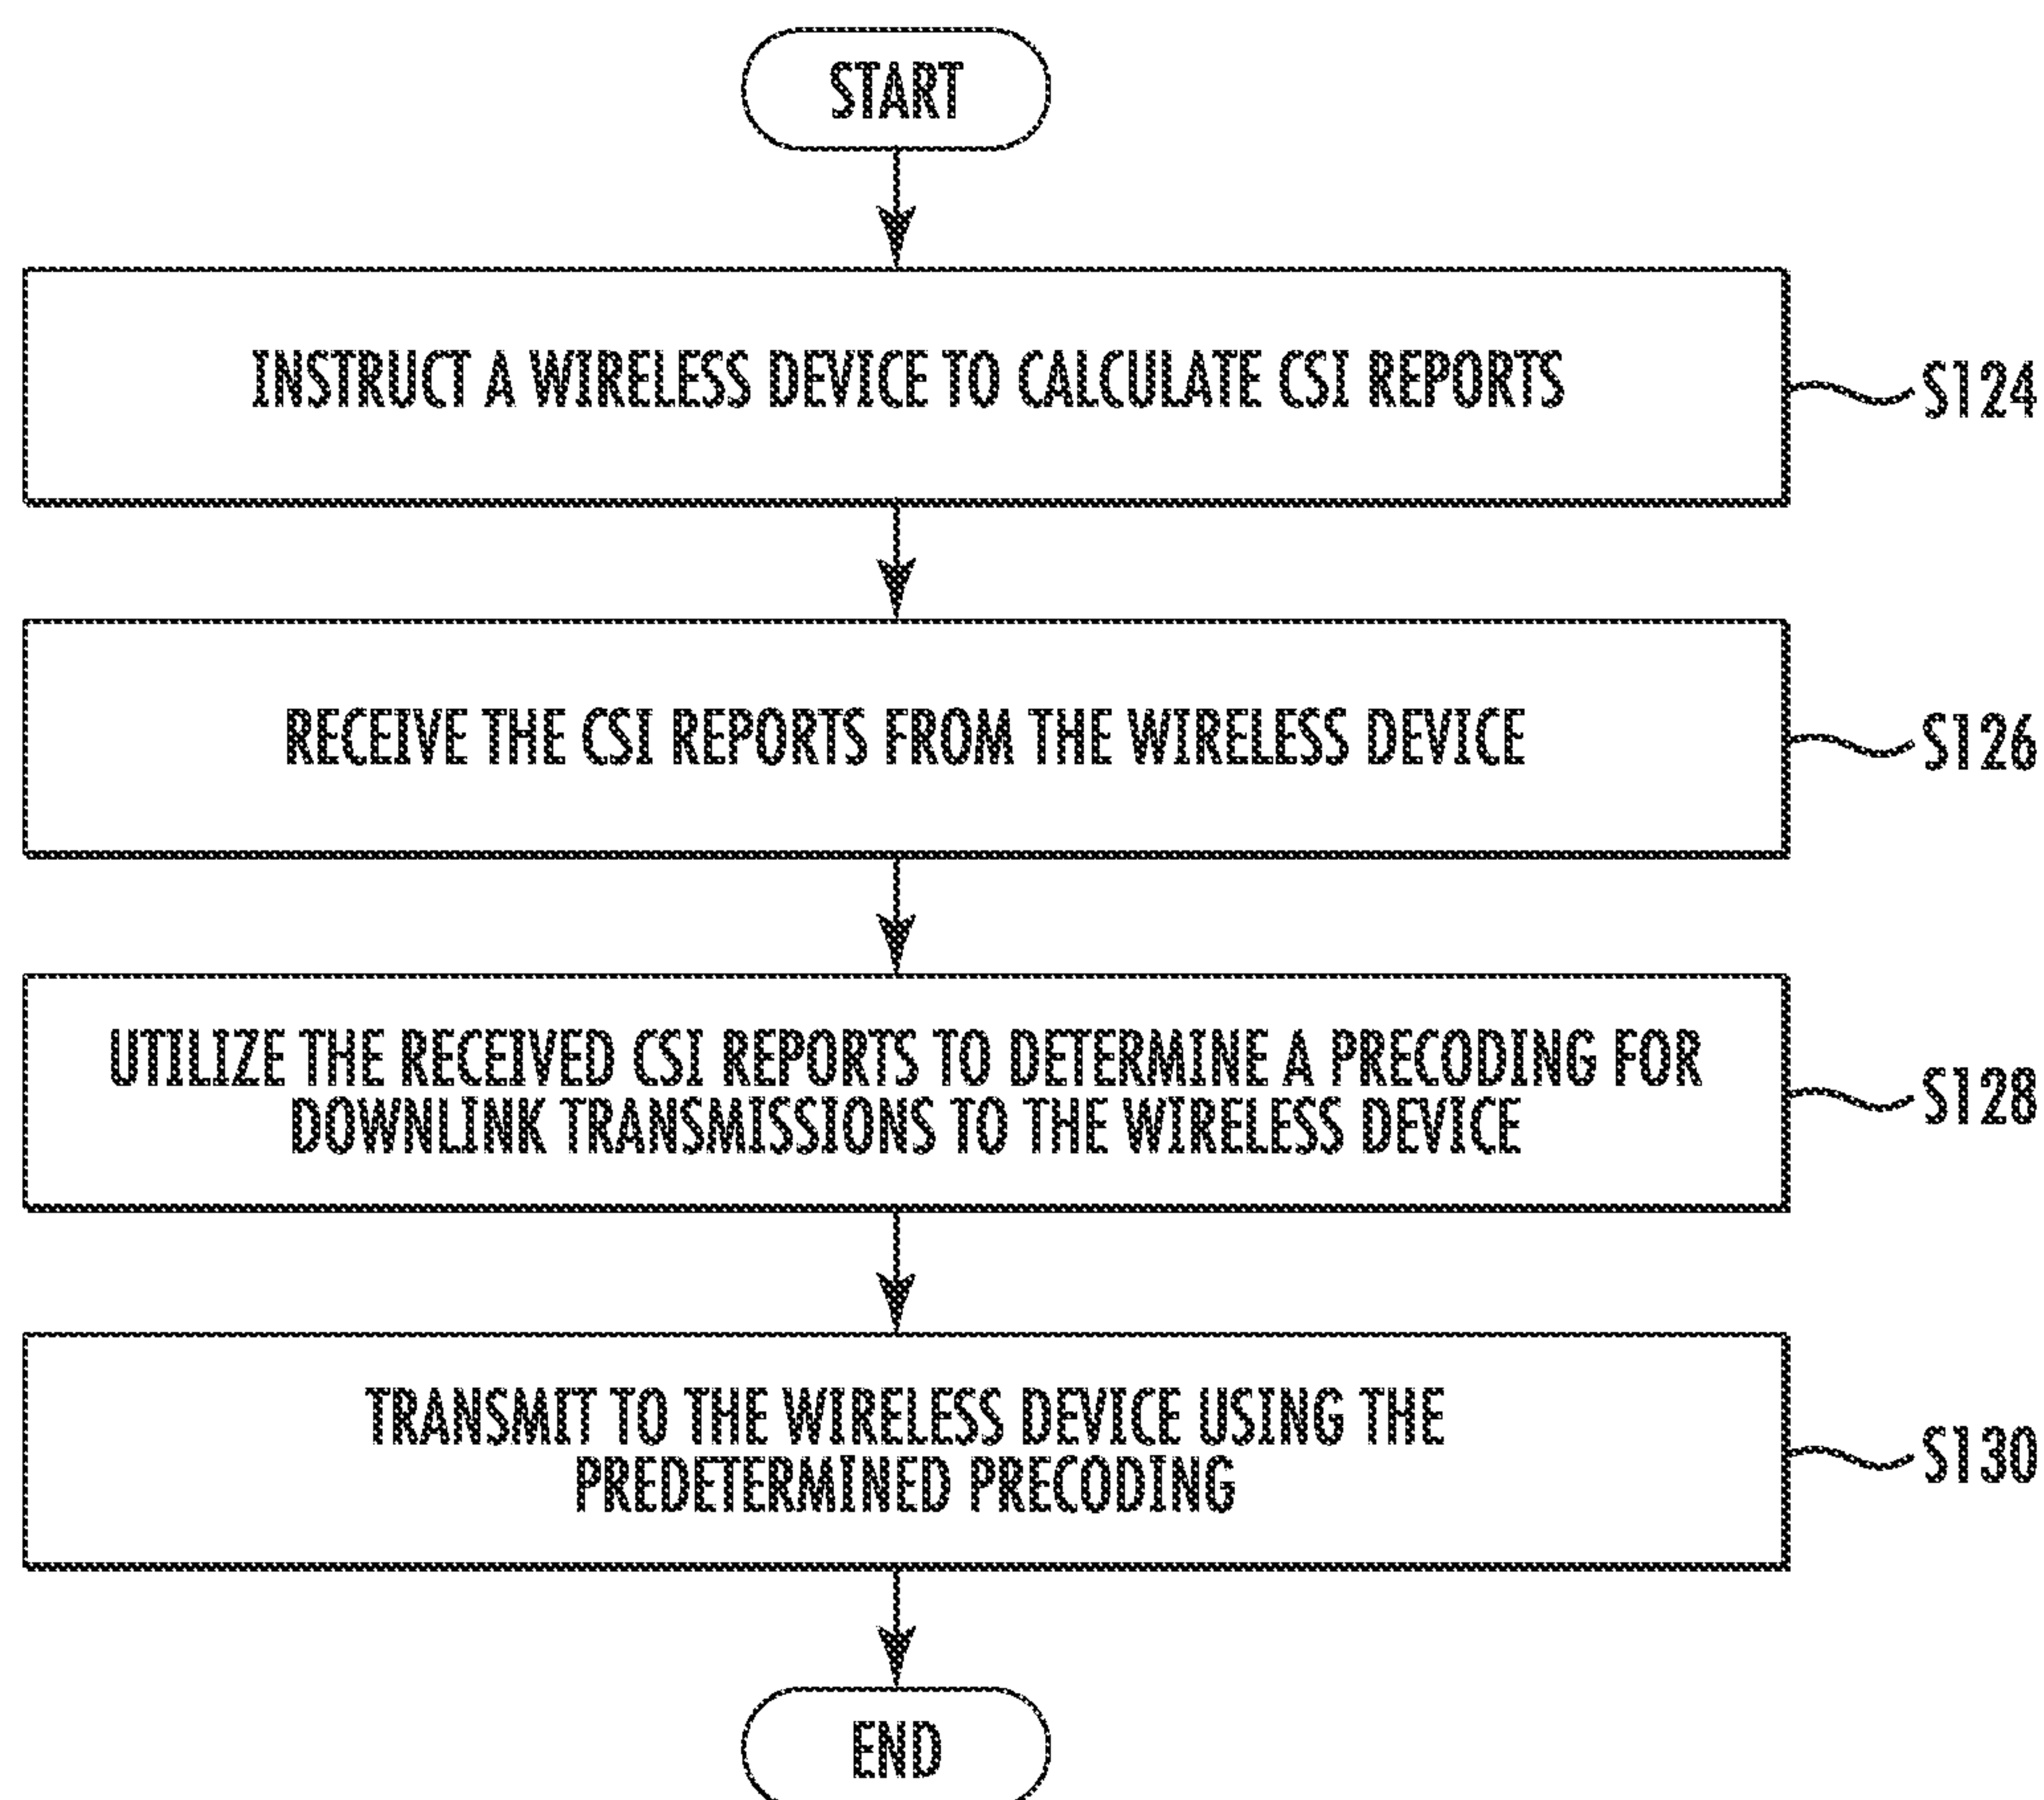 START
INSTRUCT A WIRELESS DEVICE TO CALCULATE CSI REPORTS
S124
RECEIVE THE CSI REPORTS FROM THE WIRELESS DEVICE
S126
UTILIZE THE RECEIVED CSI REPORTS TO DETERMINE A PRECODING FOR
DOWNLINK TRANSMISSIONS TO THE WIRELESS DEVICE
S128
TRANSMIT TO THE WIRELESS DEVICE USING THE
PREDETERMINED PRECODING
S130
END